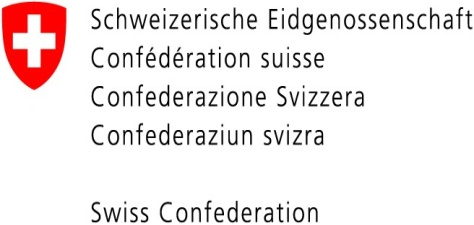 Schweizerische Eidgenossenschaft
Confédération suisse
Confederazione Svizzera
Confederaziun svizra
Swiss Confederation